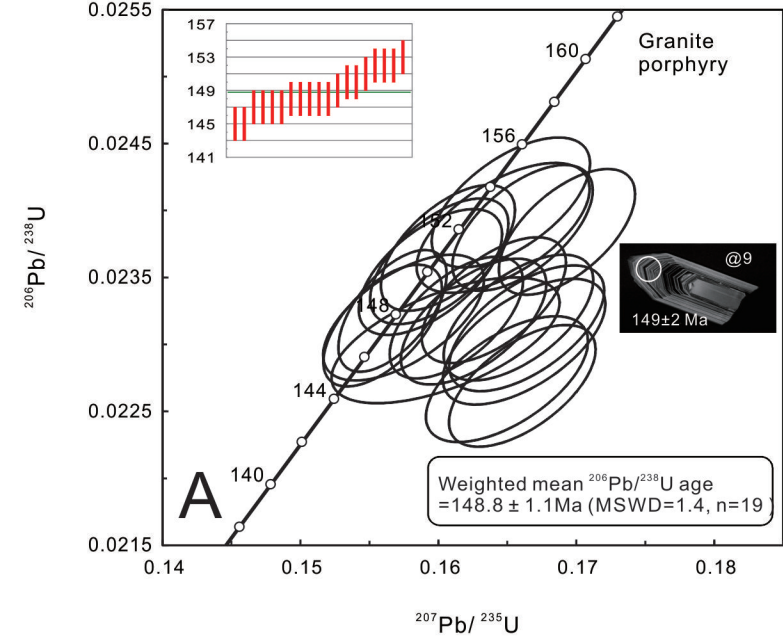 0.0255
0.0245
0.0235
0.0225
0.0215
²⁰⁶Pb/ ²³⁸U
157
153
149
145
141
160
156
152
148
144
140
Granite
porphyry
@9
149±2 Ma
A
Weighted mean ²⁰⁶Pb/²³⁸U age
=148.8 ± 1.1Ma (MSWD=1.4, n=19 )
0.14 0.15 0.16 0.17 0.18
²⁰⁷Pb/ ²³⁵U